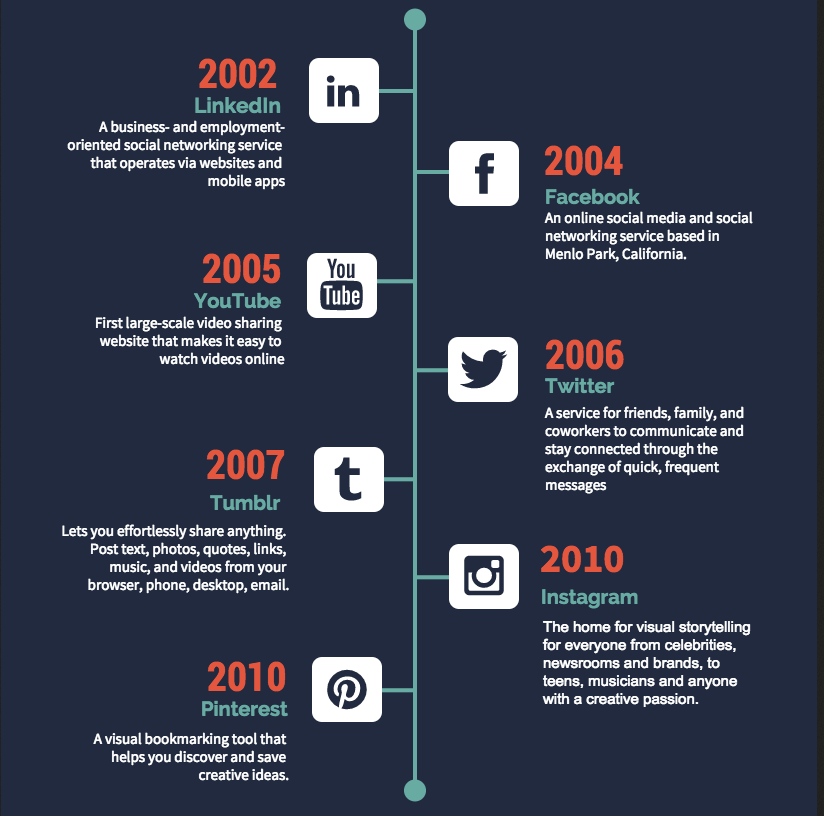 2002
LinkedIn
A business- and employment-
oriented social networking service
that operates via websites and
mobile apps
in
2004
Facebook
An online social media and social
networking service based in
Menlo Park, California.
f
2005
YouTube
First large-scale video sharing
website that makes it easy to
watch videos online
You
Tube
2006
Twitter
A service for friends, family, and
coworkers to communicate and
stay connected through the
exchange of quick, frequent
messages
2007
Tumblr
Lets you effortlessly share anything.
Post text, photos, quotes, links,
music, and videos from your
browser, phone, desktop, email.
t
2010
Instagram
The home for visual storytelling
for everyone from celebrities,
newsrooms and brands, to
teens, musicians and anyone
with a creative passion.
2010
Pinterest
A visual bookmarking tool that
helps you discover and save
creative ideas.